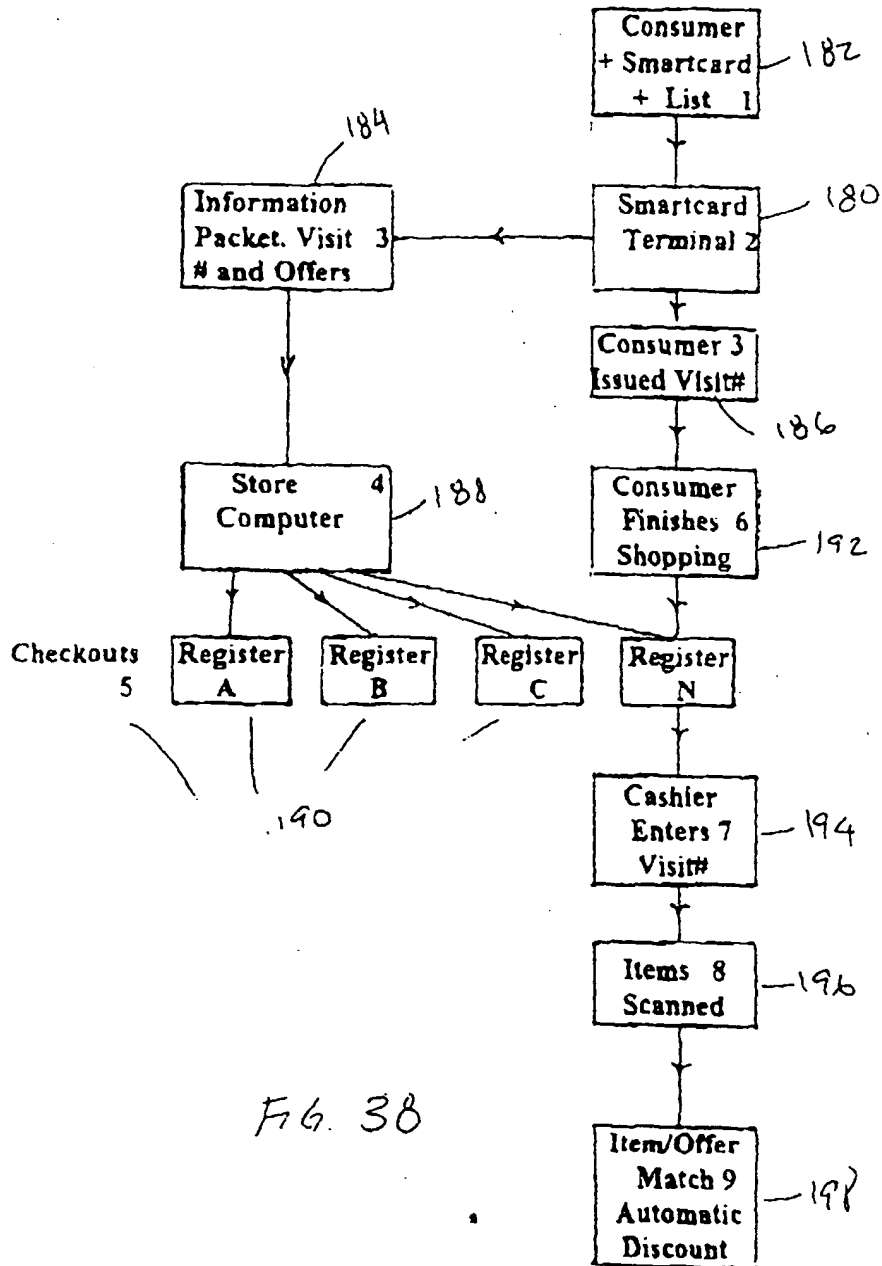 Consumer
+ Smartcard
+ List 1
182
184
Information
Packet. Visit 3
# and Offers
Smartcard
Terminal 2
180
Consumer 3
Issued Visit#
186
Store 4
Computer
188
Consumer
Finishes 6
Shopping
192
Checkouts
5
Register
A
Register
B
Register
C
Register
N
190
Cashier
Enters 7
Visit#
194
Items 8
Scanned
196
FIG. 38
Item/Offer
Match 9
Automatic
Discount
198